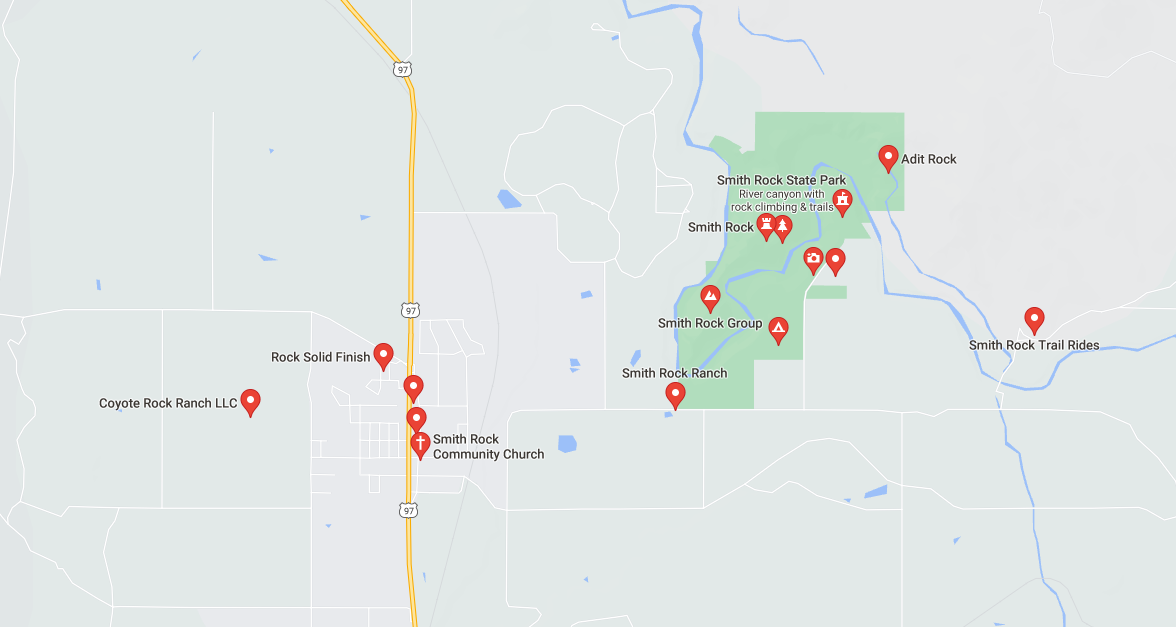 97
Adit Rock
Smith Rock State Park
River canyon with
rock climbing & trails
Smith Rock
97
Smith Rock Group
Smith Rock Trail Rides
Rock Solid Finish
Smith Rock Ranch
Coyote Rock Ranch LLC
Smith Rock
Community Church
97